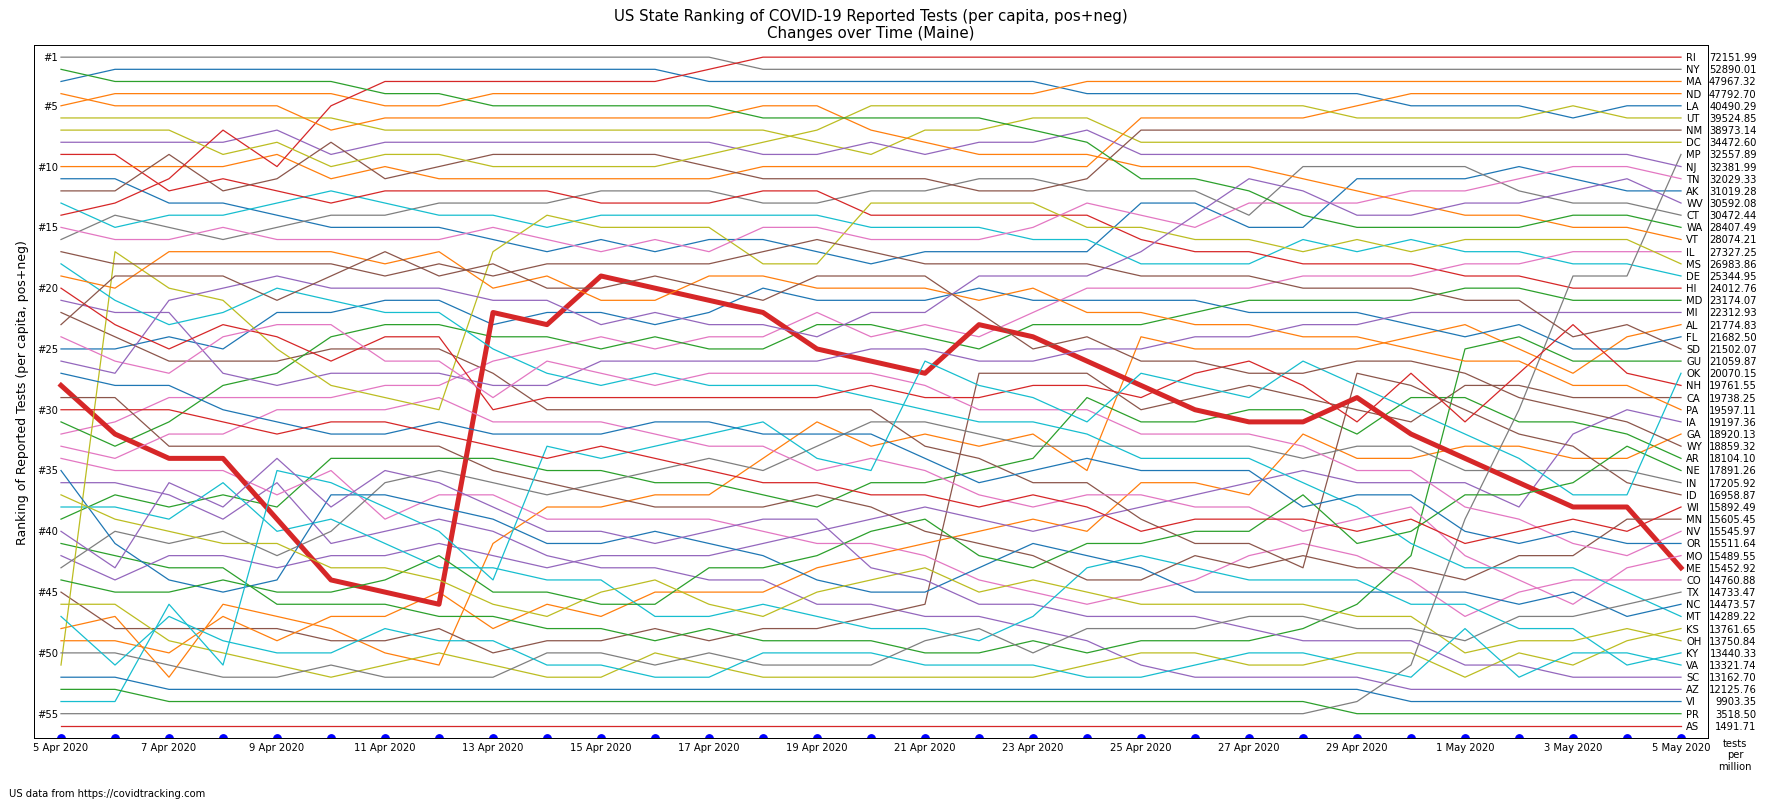 US State Ranking of COVID-19 Reported Tests (per capita, pos+neg)
Changes over Time (Maine)
Ranking of Reported Tests (per capita, pos+neg)
#1
#5
#10
#15
#20
#25
#30
#35
#40
#45
#50
#55
RI 72151.99
NY 52890.01
MA 47967.32
ND 47792.70
LA 40490.29
UT 39524.85
NM 38973.14
DC 34472.60
MP 32557.89
NJ 32381.99
TN 32029.33
AK 31019.28
WV 30592.08
CT 30472.44
WA 28407.49
VT 28074.21
IL 27327.25
MS 26983.86
DE 25344.95
HI 24012.76
MD 23174.07
MI 22312.93
AL 21774.83
FL 21682.50
SD 21502.07
GU 21059.87
OK 20070.15
NH 19761.55
CA 19738.25
PA 19597.11
IA 19197.36
GA 18920.13
WY 18859.32
AR 18104.10
NE 17891.26
IN 17205.92
ID 16958.87
WI 15892.49
MN 15605.45
NV 15545.97
OR 15511.64
MO 15489.55
ME 15452.92
CO 14760.88
TX 14733.47
NC 14473.57
MT 14289.22
KS 13761.65
OH 13750.84
KY 13440.33
VA 13321.74
SC 13162.70
AZ 12125.76
VI 9903.35
PR 3518.50
AS 1491.71
5 Apr 2020 7 Apr 2020 9 Apr 2020 11 Apr 2020 13 Apr 2020 15 Apr 2020 17 Apr 2020 19 Apr 2020 21 Apr 2020 23 Apr 2020 25 Apr 2020 27 Apr 2020 29 Apr 2020 1 May 2020 3 May 2020 5 May 2020
tests
per
million
US data from https://covidtracking.com